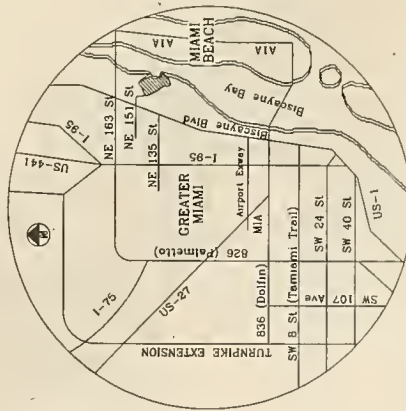 A1A
A1A
MIAMI
BEACH
Biscayne Bay
Biscayne Blvd
US-441
I-95
NE 163 St
NE 151 St
NE 135 St
I-95
GREATER
MIAMI
Airport Exway
MIA
826 (Palmetto)
I-75
US-27
836 (Dolfin)
SW 8 St (Tamiami Trail)
SW 24 St
SW 40 St
US-1
SW 107 Ave
TURNPIKE EXTENSION
N